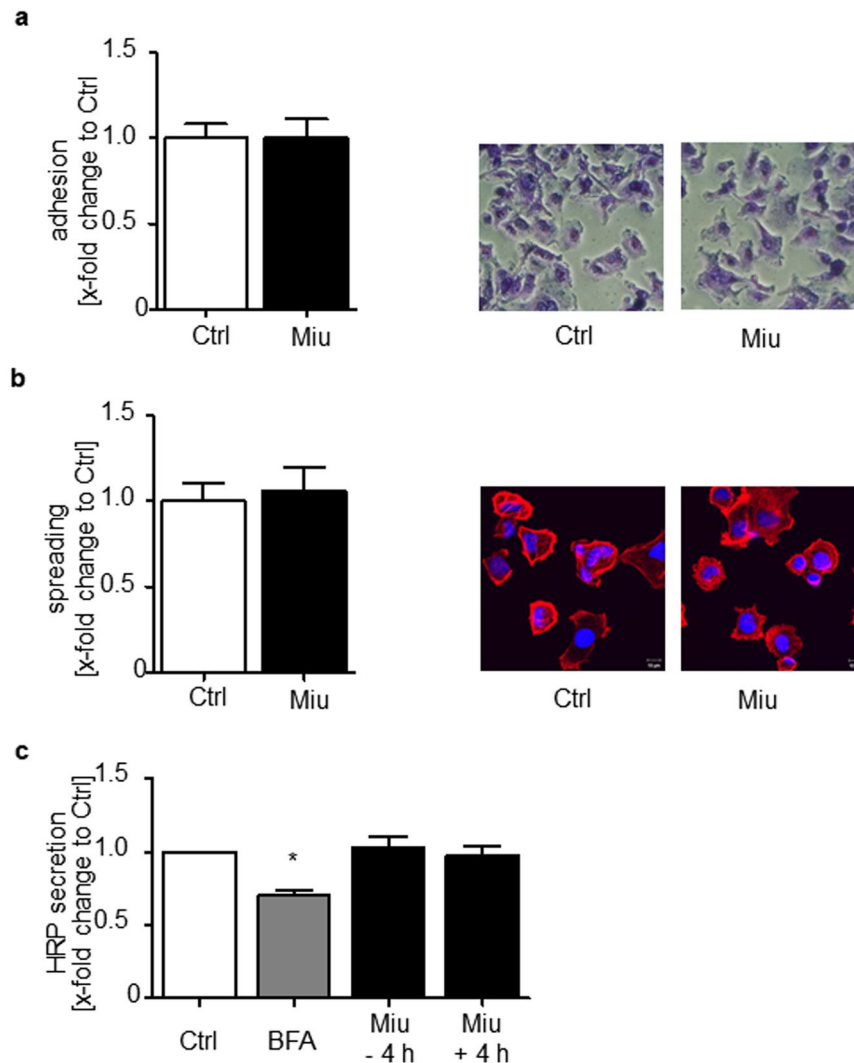 a
adhesion
[x-fold change to Ctrl
1.5
1.0
0.5
0
Ctrl Miu
Ctrl Miu
b
spreading
[x-fold change to Ctrl]
1.5
1.0
0.5
0
Ctrl Miu
Ctrl Miu
c
HRP secretion
[x-fold change to Ctrl]
1.5
1.0
0.5
0
*
Ctrl BFA Miu Miu
- 4 h + 4 h